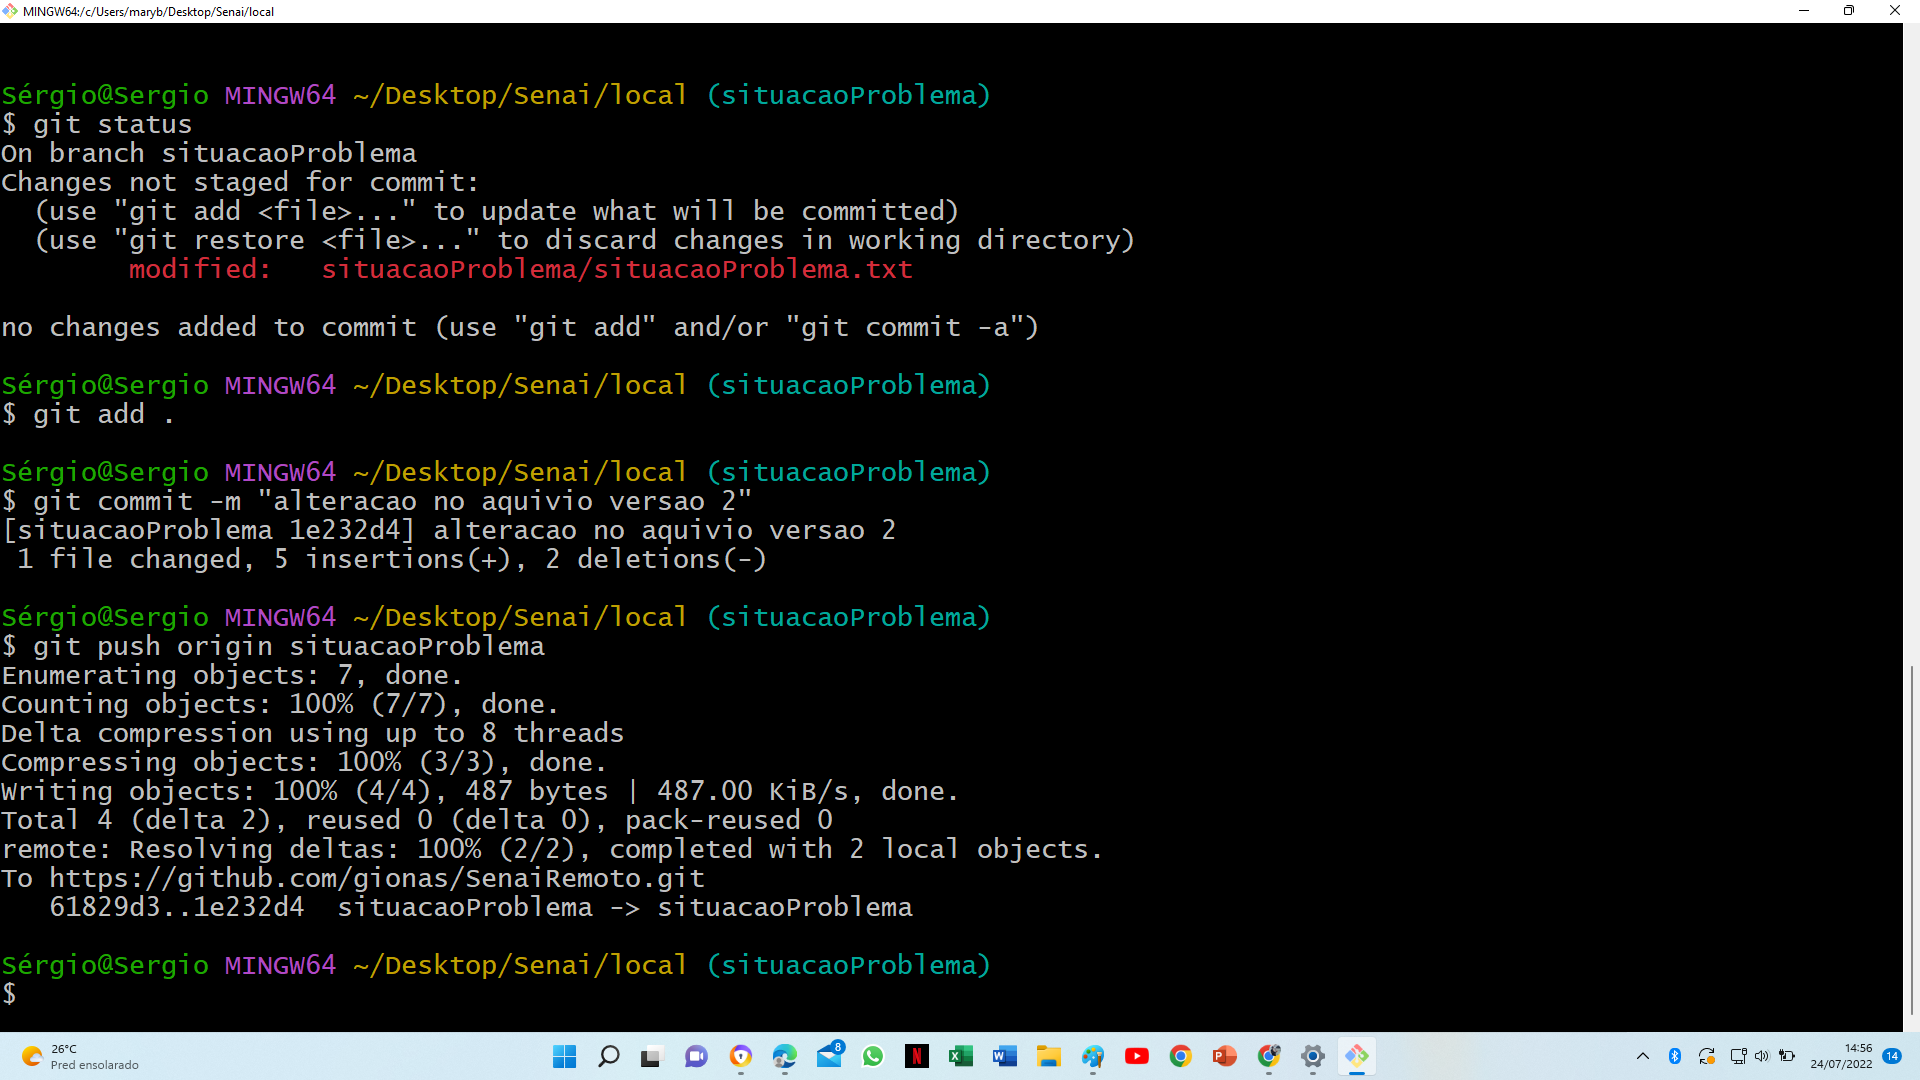 MINGW64:/c/Users/maryb/Desktop/Senai/local
Sérgio@Sergio MINGW64 ~/Desktop/Senai/local (situacaoProblema)
$ git status
On branch situacaoProblema
Changes not staged for commit:
  (use "git add <file>..." to update what will be committed)
  (use "git restore <file>..." to discard changes in working directory)
        modified:   situacaoProblema/situacaoProblema.txt
no changes added to commit (use "git add" and/or "git commit -a")
Sérgio@Sergio MINGW64 ~/Desktop/Senai/local (situacaoProblema)
$ git add .
Sérgio@Sergio MINGW64 ~/Desktop/Senai/local (situacaoProblema)
$ git commit -m "alteracao no aquivio versao 2"
[situacaoProblema 1e232d4] alteracao no aquivio versao 2
 1 file changed, 5 insertions(+), 2 deletions(-)
Sérgio@Sergio MINGW64 ~/Desktop/Senai/local (situacaoProblema)
$ git push origin situacaoProblema
Enumerating objects: 7, done.
Counting objects: 100% (7/7), done.
Delta compression using up to 8 threads
Compressing objects: 100% (3/3), done.
Writing objects: 100% (4/4), 487 bytes | 487.00 KiB/s, done.
Total 4 (delta 2), reused 0 (delta 0), pack-reused 0
remote: Resolving deltas: 100% (2/2), completed with 2 local objects.
To https://github.com/gionas/SenaiRemoto.git
   61829d3..1e232d4  situacaoProblema -> situacaoProblema
Sérgio@Sergio MINGW64 ~/Desktop/Senai/local (situacaoProblema)
$
26°C
Pred ensolarado
8
14:56
24/07/2022
14